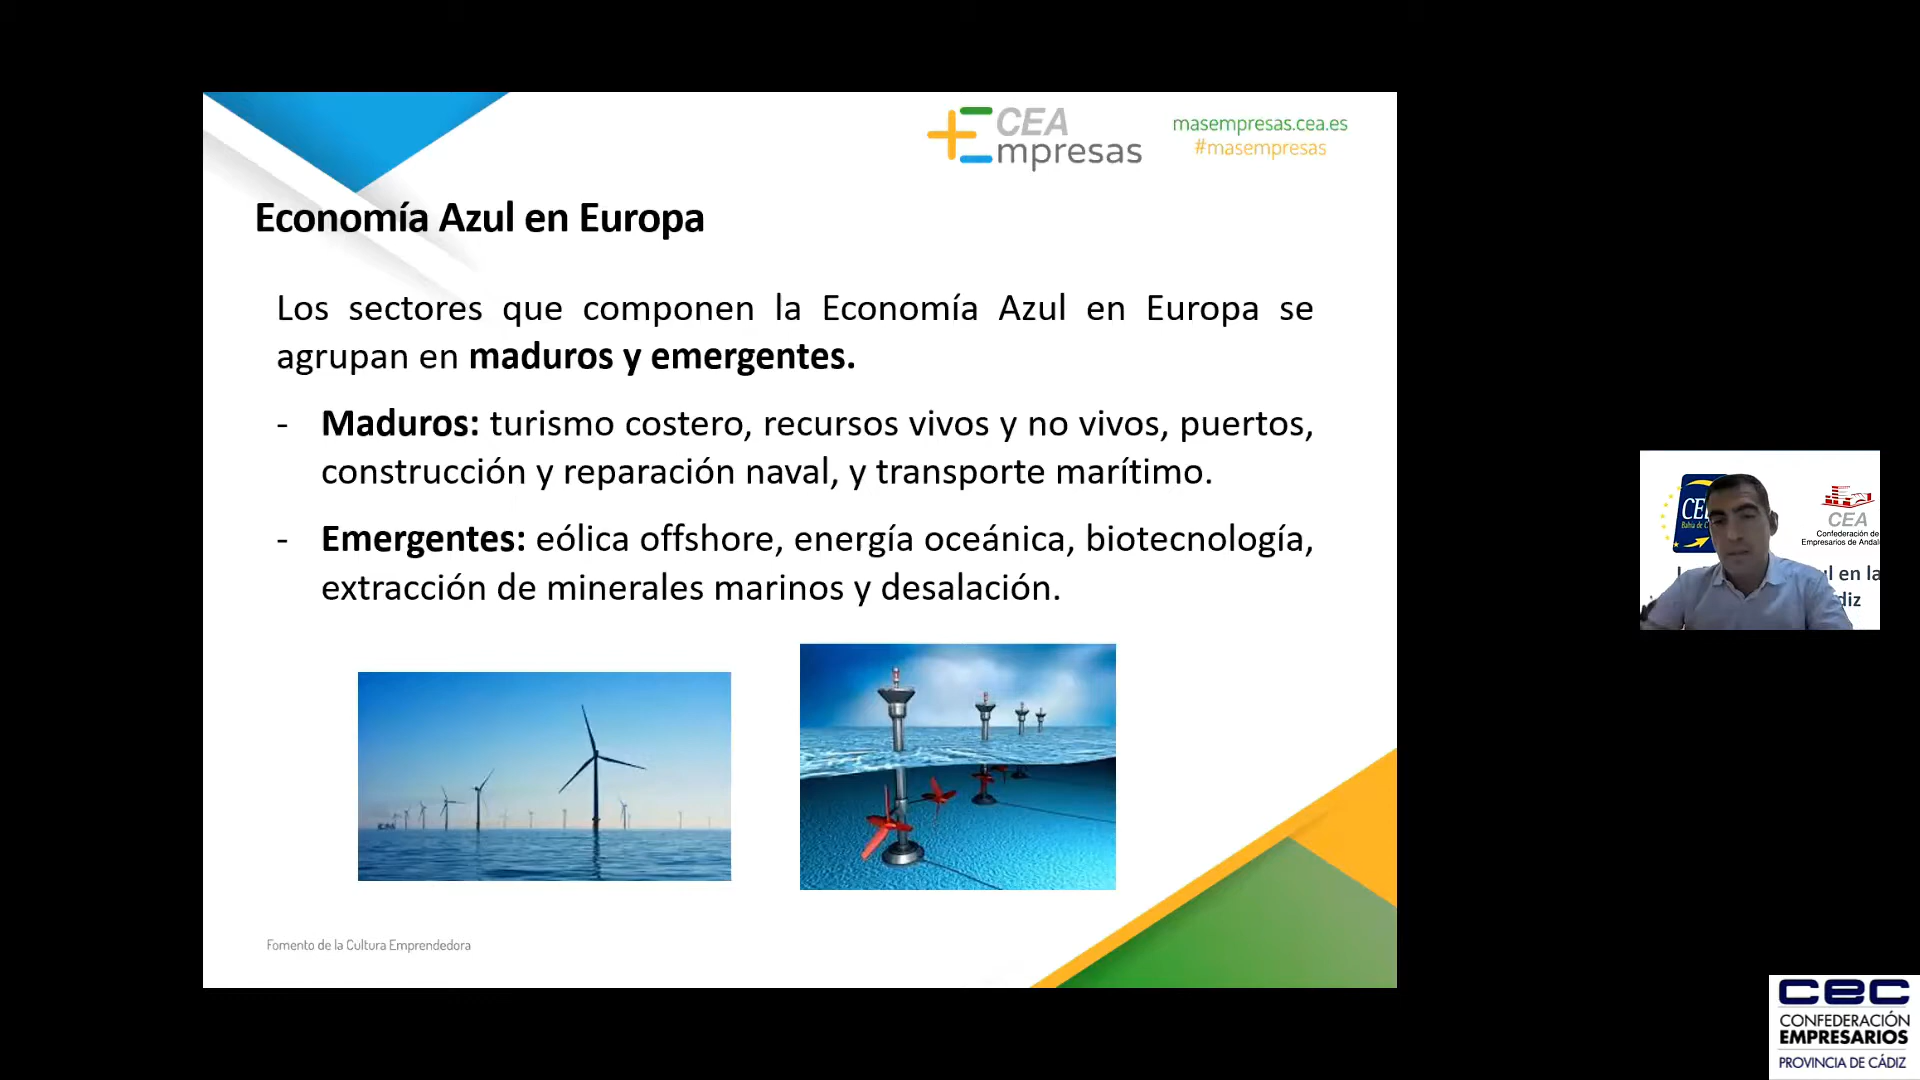 CEA
Empresas
masempresas.cea.es
#masempresas
Economía Azul en Europa
Los sectores que componen la Economía Azul en Europa se
agrupan en maduros y emergentes.
- Maduros: turismo costero, recursos vivos y no vivos, puertos,
construcción y reparación naval, y transporte marítimo.
- Emergentes: eólica offshore, energía oceánica, biotecnología,
extracción de minerales marinos y desalación.
Fomento de la Cultura Emprendedora
CEA
Confederación de
Empresarios de
en la
cec
CONFEDERACIÓN
EMPRESARIOS
PROVINCIA DE CÁDIZ